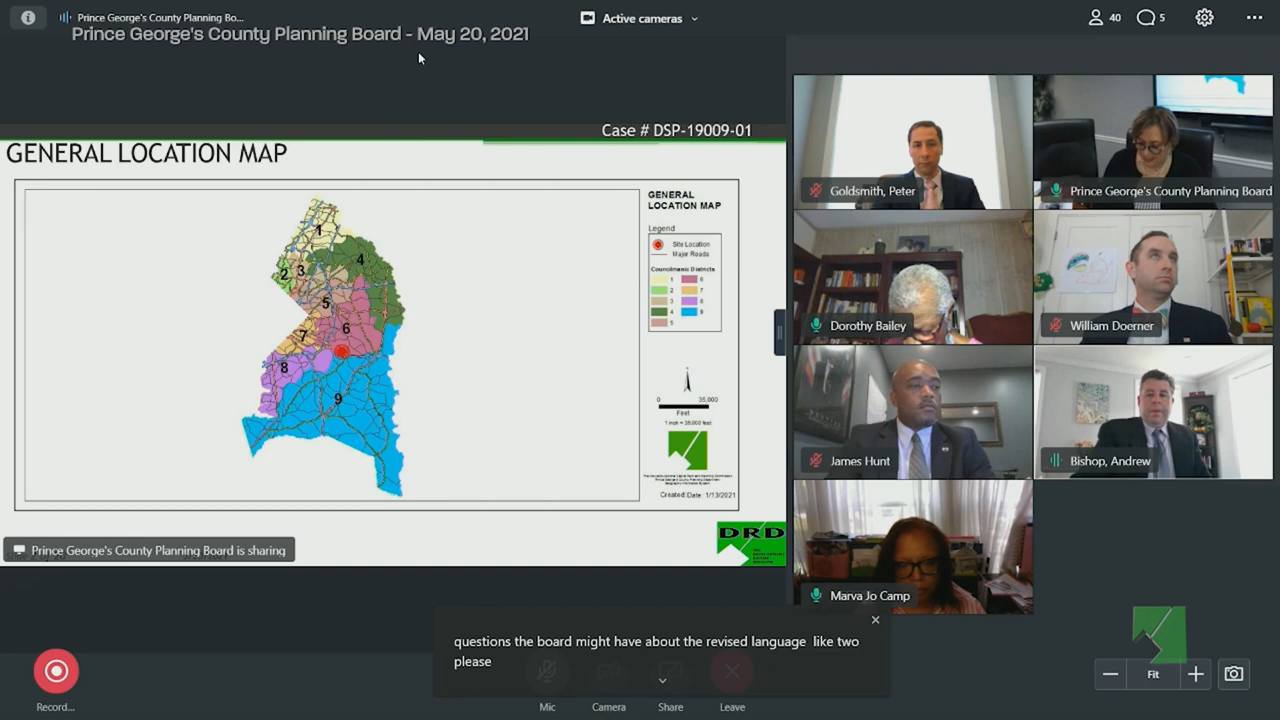 Prince George's County Planning Bo...
Active cameras
40
5
Prince George's County Planning Board - May 20, 2021
Case # DSP-19009-01
GENERAL LOCATION MAP
GENERAL
LOCATION MAP
Legend
Site Location
Major Roads
Councilmanic Districts
1 6
2 7
3 8
4 9
5
1
4
2
3
5
6
7
8
9
0 35,000
Feet
1 inch = 35,000 feet
Created Date: 1/13/2021
DRD
Prince George's County Planning Board is sharing
Goldsmith, Peter
Prince George's County Planning Board
Dorothy Bailey
William Doerner
James Hunt
Bishop, Andrew
Marva Jo Camp
questions the board might have about the revised language like two
please
Record...
Mic
Camera
Share
Leave
Fit